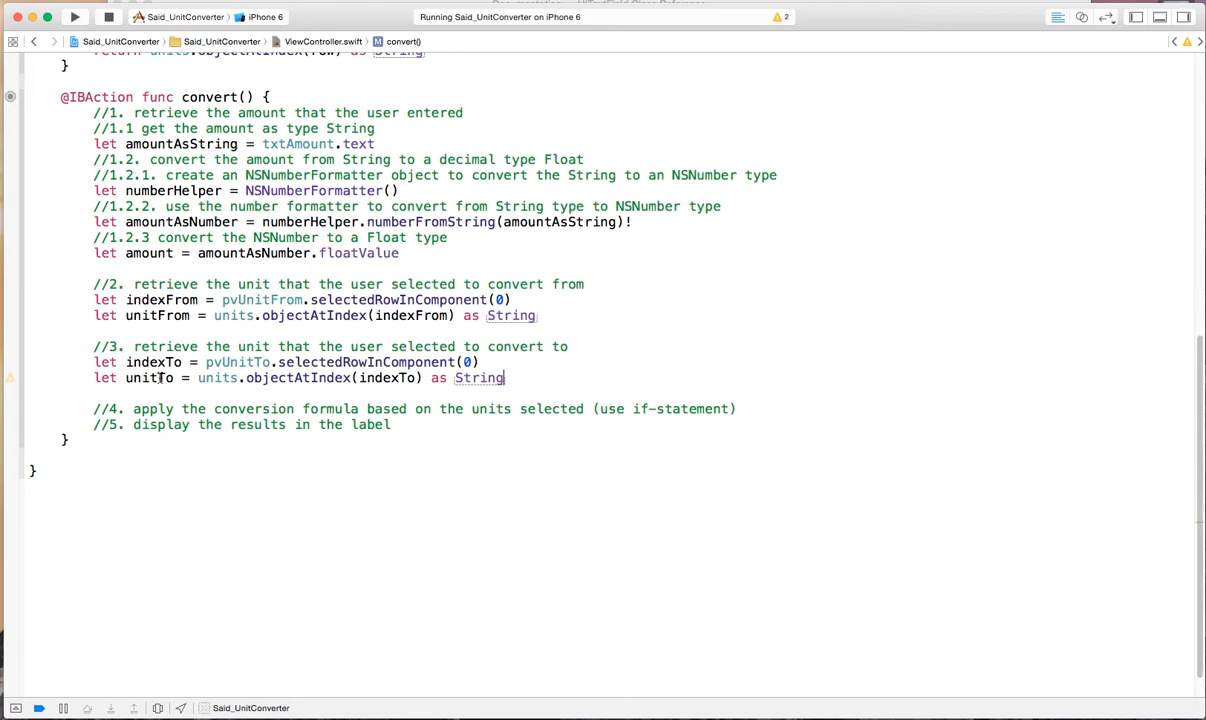 Said_UnitConverter iPhone 6 Running Said_UnitConverter on iPhone 6 2
Said_UnitConverter Said_UnitConverter ViewController.swift M convert()
return units.objectAtIndex(row) as String
}
@IBAction func convert() {
//1. retrieve the amount that the user entered
//1.1 get the amount as type String
let amountAsString = txtAmount.text
//1.2. convert the amount from String to a decimal type Float
//1.2.1. create an NSNumberFormatter object to convert the String to an NSNumber type
let numberHelper = NSNumberFormatter()
//1.2.2. use the number formatter to convert from String type to NSNumber type
let amountAsNumber = numberHelper.numberFromString(amountAsString)!
//1.2.3 convert the NSNumber to a Float type
let amount = amountAsNumber.floatValue
//2. retrieve the unit that the user selected to convert from
let indexFrom = pvUnitFrom.selectedRowInComponent(0)
let unitFrom = units.objectAtIndex(indexFrom) as String
//3. retrieve the unit that the user selected to convert to
let indexTo = pvUnitTo.selectedRowInComponent(0)
let unitTo = units.objectAtIndex(indexTo) as String
//4. apply the conversion formula based on the units selected (use if-statement)
//5. display the results in the label
}
}
Said_UnitConverter